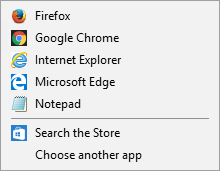 Firefox
Google Chrome
Internet Explorer
Microsoft Edge
Notepad
Search the Store
Choose another app